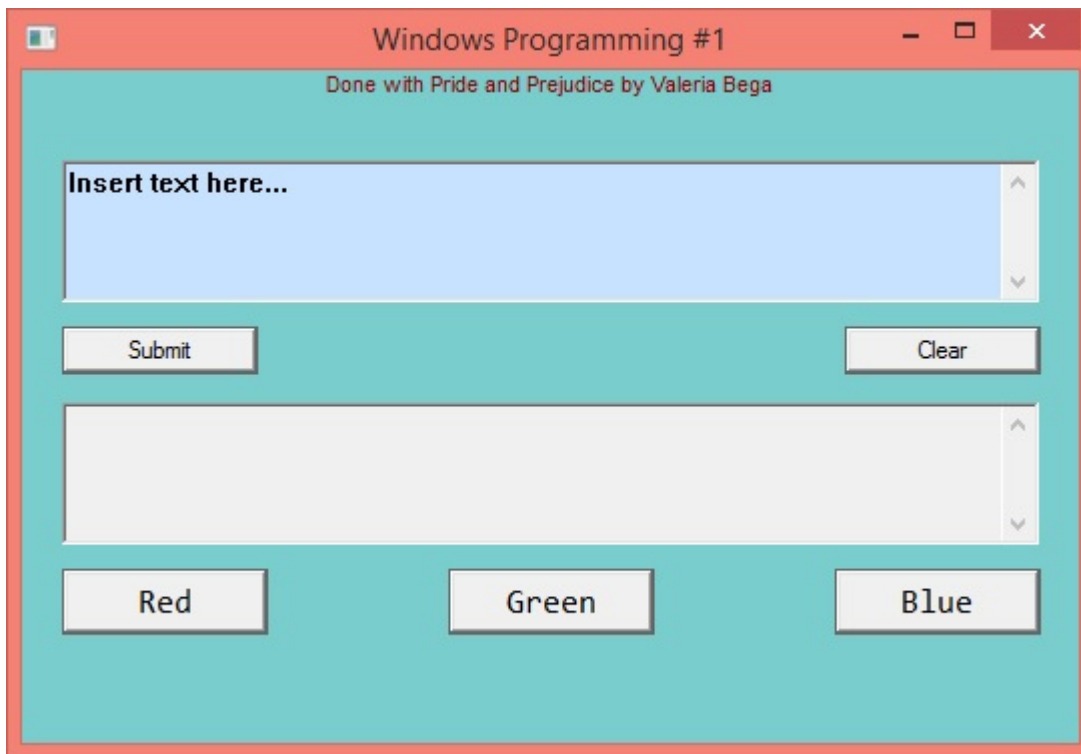 Windows Programming #1
Done with Pride and Prejudice by Valeria Bega
Insert text here...
Submit
Clear
Red
Green
Blue